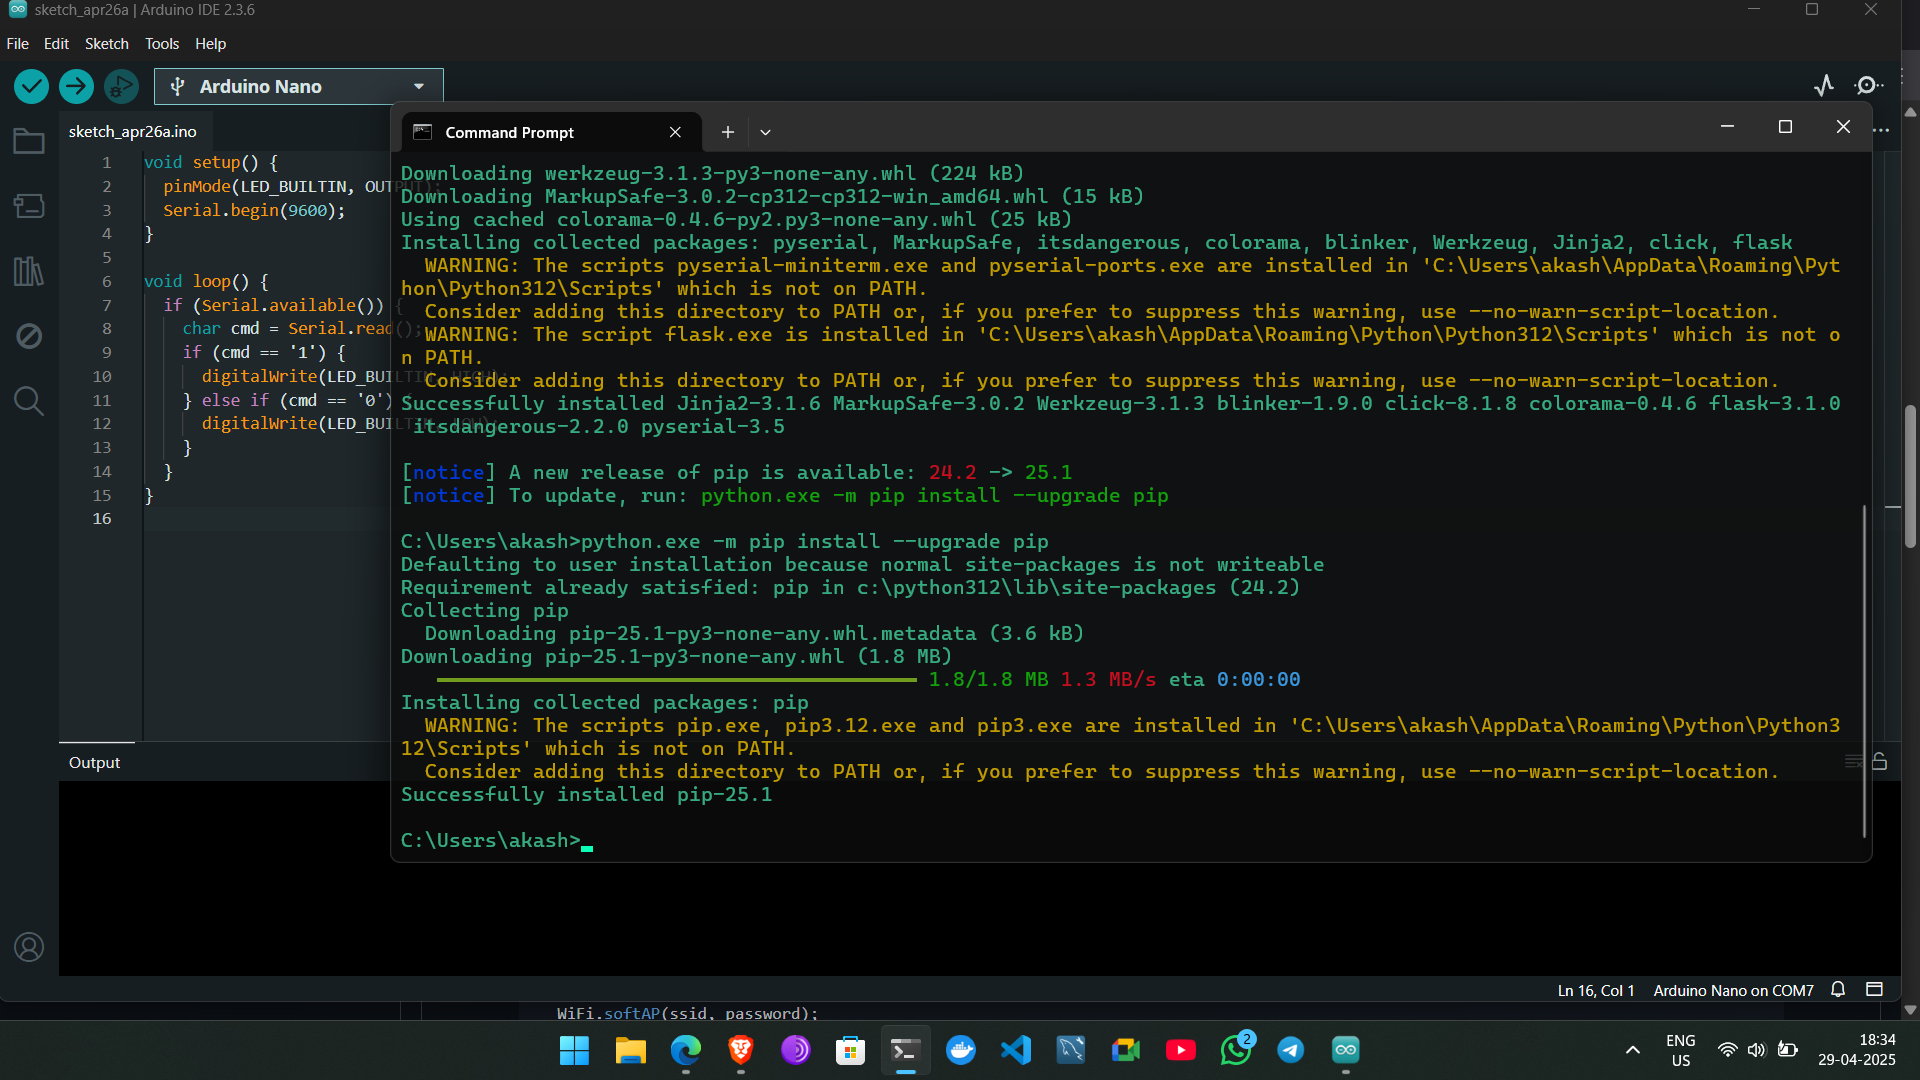 sketch_apr26a | Arduino IDE 2.3.6
File Edit Sketch Tools Help
Arduino Nano
sketch_apr26a.ino
1 void setup() {
2 pinMode(LED_BUILTIN, OUTPUT);
3 Serial.begin(9600);
4 }
5
6 void loop() {
7 if (Serial.available()) {
8 char cmd = Serial.read();
9 if (cmd == '1') {
10 digitalWrite(LED_BUILTIN, HIGH);
11 } else if (cmd == '0') {
12 digitalWrite(LED_BUILTIN, LOW);
13 }
14 }
15 }
16
Command Prompt
Downloading werkzeug-3.1.3-py3-none-any.whl (224 kB)
Downloading MarkupSafe-3.0.2-cp312-cp312-win_amd64.whl (15 kB)
Using cached colorama-0.4.6-py2.py3-none-any.whl (25 kB)
Installing collected packages: pyserial, MarkupSafe, itsdangerous, colorama, blinker, Werkzeug, Jinja2, click, flask
WARNING: The scripts pyserial-miniterm.exe and pyserial-ports.exe are installed in 'C:\Users\akash\AppData\Roaming\Pyt
hon\Python312\Scripts' which is not on PATH.
Consider adding this directory to PATH or, if you prefer to suppress this warning, use --no-warn-script-location.
WARNING: The script flask.exe is installed in 'C:\Users\akash\AppData\Roaming\Python\Python312\Scripts' which is not o
n PATH.
Consider adding this directory to PATH or, if you prefer to suppress this warning, use --no-warn-script-location.
Successfully installed Jinja2-3.1.6 MarkupSafe-3.0.2 Werkzeug-3.1.3 blinker-1.9.0 click-8.1.8 colorama-0.4.6 flask-3.1.0
itsdangerous-2.2.0 pyserial-3.5
[notice] A new release of pip is available: 24.2 -> 25.1
[notice] To update, run: python.exe -m pip install --upgrade pip
C:\Users\akash>python.exe -m pip install --upgrade pip
Defaulting to user installation because normal site-packages is not writeable
Requirement already satisfied: pip in c:\python312\lib\site-packages (24.2)
Collecting pip
Downloading pip-25.1-py3-none-any.whl.metadata (3.6 kB)
Downloading pip-25.1-py3-none-any.whl (1.8 MB)
1.8/1.8 MB 1.3 MB/s eta 0:00:00
Installing collected packages: pip
WARNING: The scripts pip.exe, pip3.12.exe and pip3.exe are installed in 'C:\Users\akash\AppData\Roaming\Python\Python3
12\Scripts' which is not on PATH.
Consider adding this directory to PATH or, if you prefer to suppress this warning, use --no-warn-script-location.
Successfully installed pip-25.1
C:\Users\akash>
Output
Ln 16, Col 1 Arduino Nano on COM7
WiFi.softAP(ssid, password);
2
ENG
US
18:34
29-04-2025